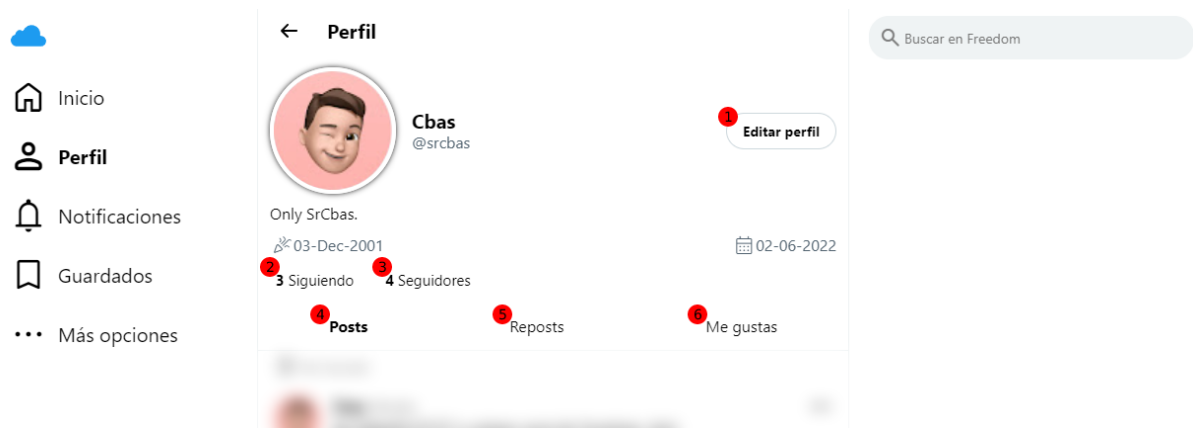 Inicio
Perfil
Notificaciones
Guardados
Más opciones
Perfil
Cbas
@srcbas
1
Editar perfil
Only SrCbas.
03-Dec-2001
02-06-2022
2
3 Siguiendo
3
4 Seguidores
4
Posts
5
Reposts
6
Me gustas
Buscar en Freedom